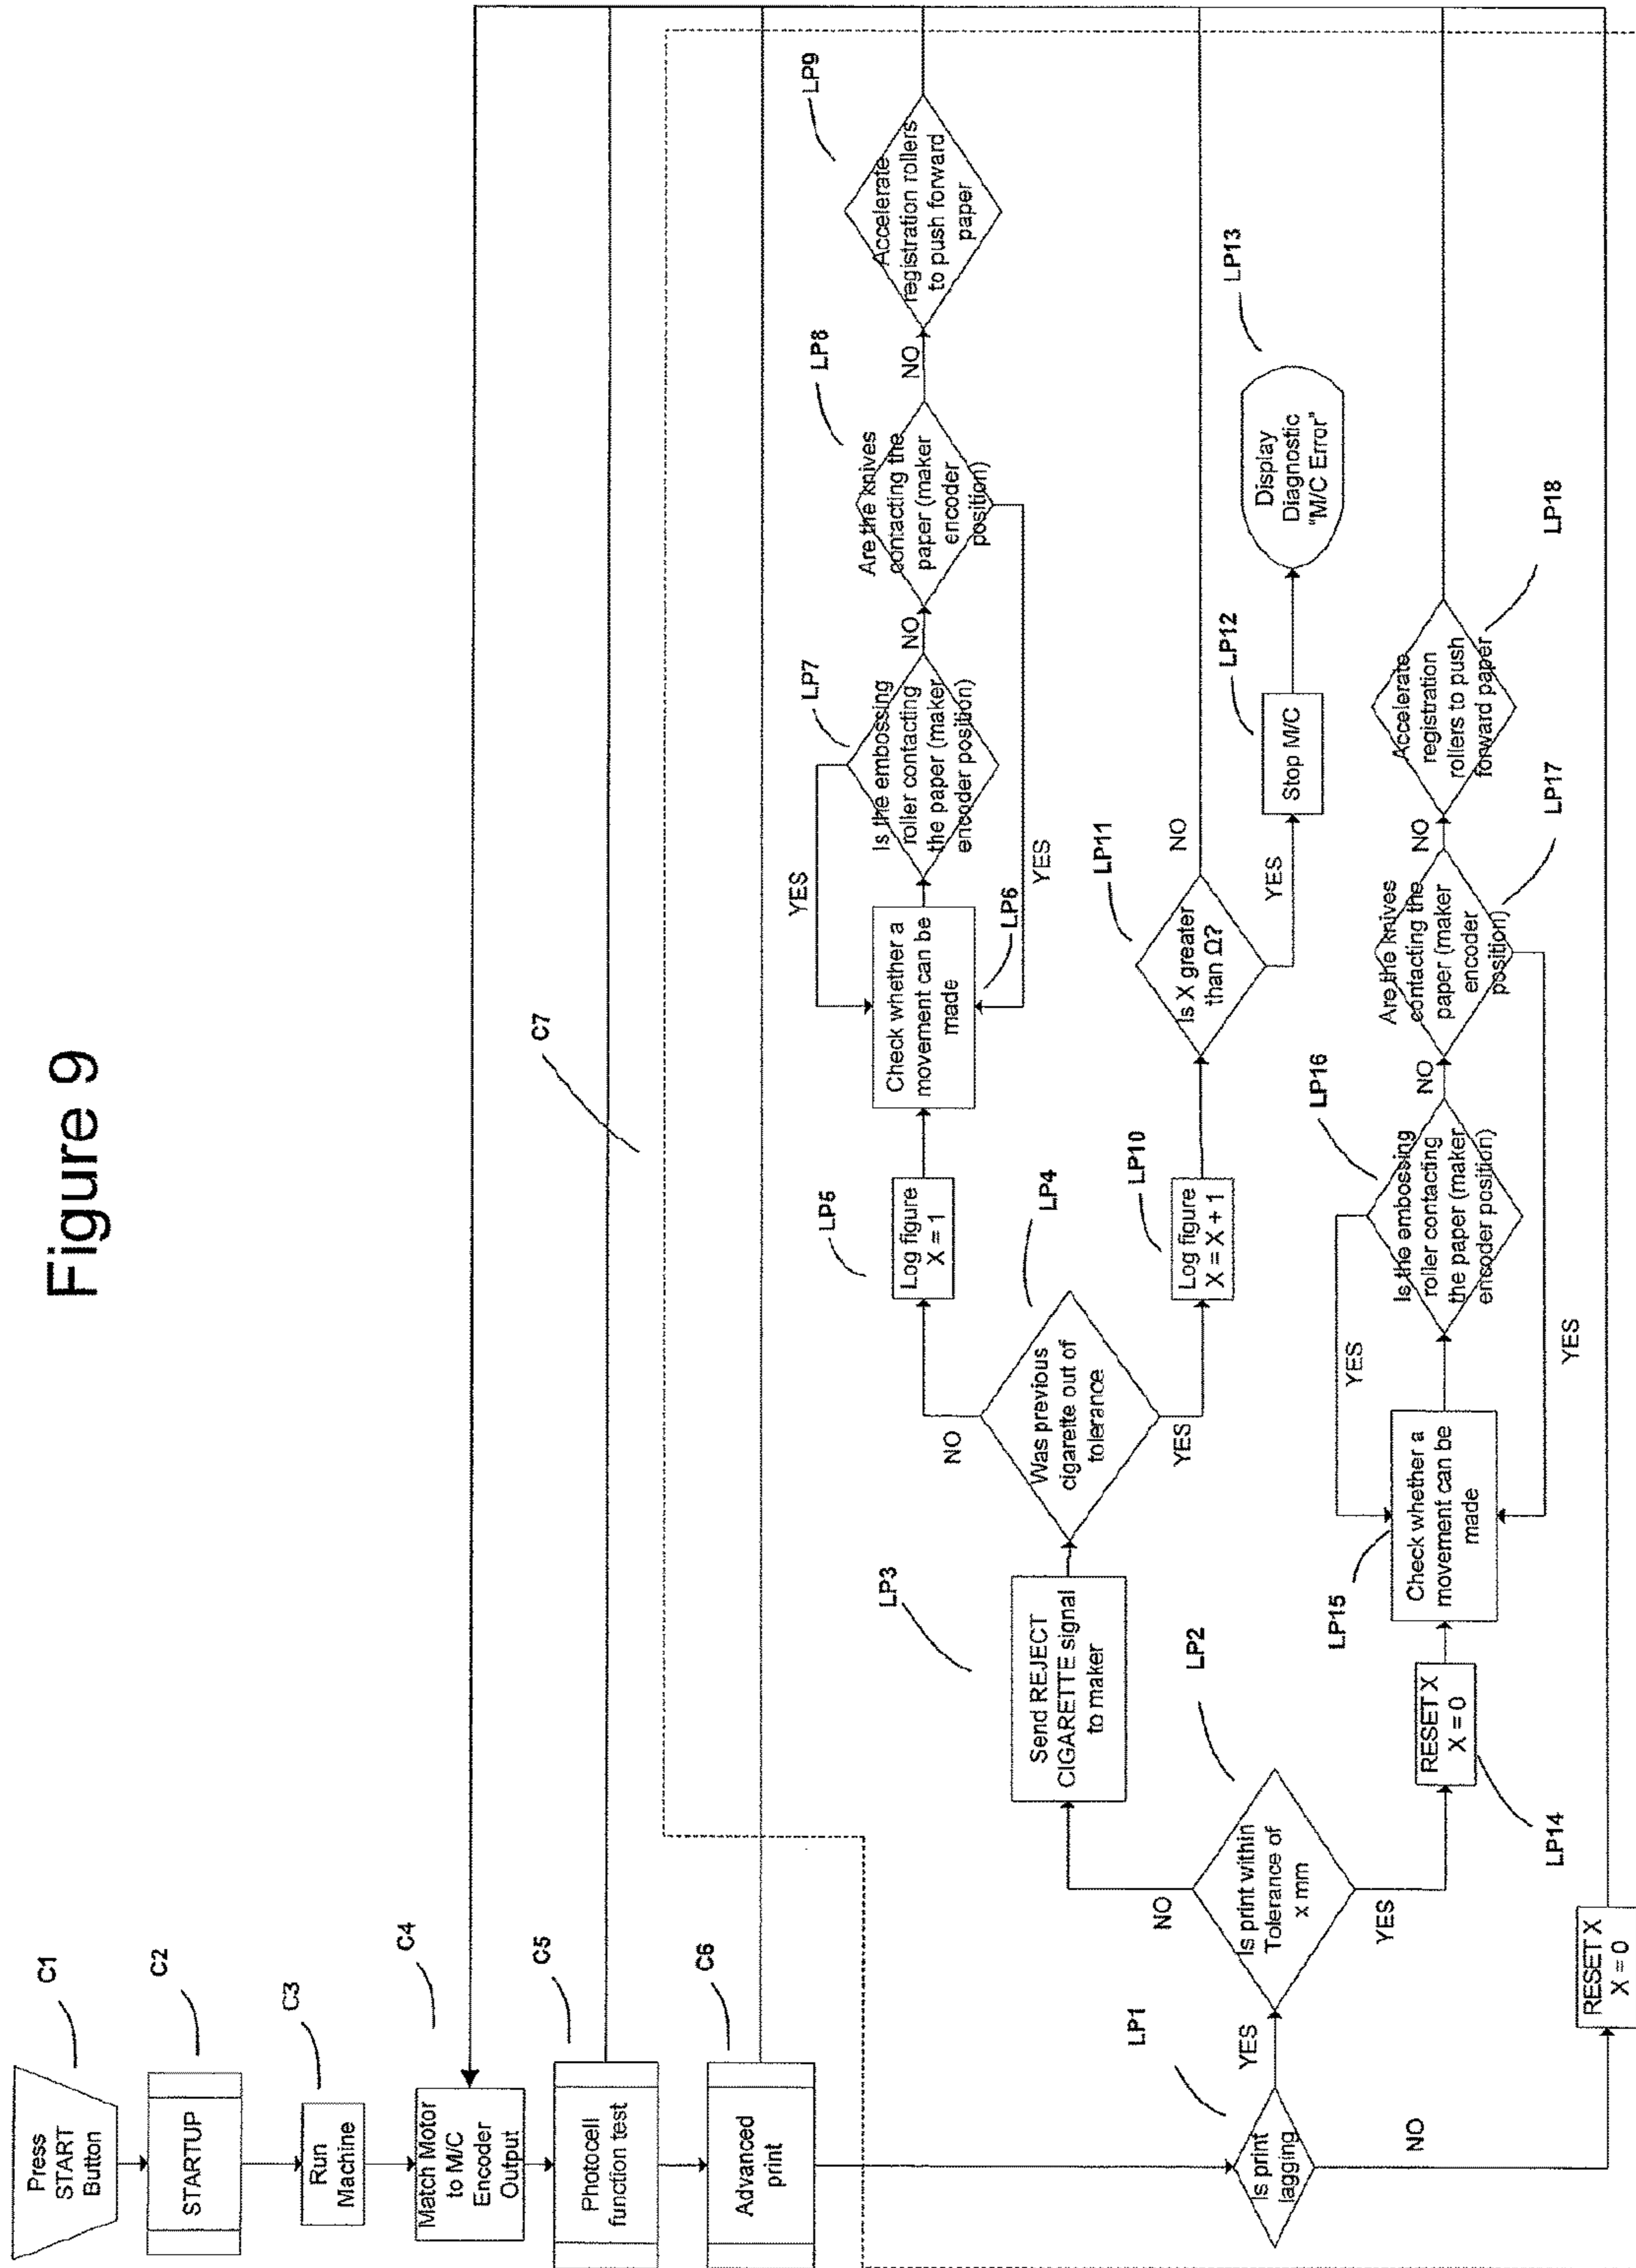 Figure 9
Press
START
Button
C1
STARTUP
C2
Run
Machine
C3
Match Motor
to M/C
Encoder
Output
C4
Photocell
function test
C5
Advanced
print
C6
C7
Is print
lagging
LP1
YES
NO
RESET X
X = 0
Is print within
Tolerance of
x mm
LP2
NO
YES
Send REJECT
CIGARETTE signal
to maker
LP3
Was previous
cigarette out of
tolerance
LP4
NO
YES
Log figure
X = 1
LP5
Check whether a
movement can be
made
LP6
YES
Is the embossing
roller contacting
the paper (maker
encoder position)
LP7
NO
Are the knives
contacting the
paper (maker
encoder
position)
LP8
YES
NO
Accelerate
registration rollers
to push forward
paper
LP9
Log figure
X = X + 1
LP10
Is X greater
than Ω?
LP11
NO
YES
Stop M/C
LP12
Display
Diagnostic
"M/C Error"
LP13
RESET X
X = 0
LP14
Check whether a
movement can be
made
LP15
YES
Is the embossing
roller contacting
the paper (maker
encoder position)
LP16
NO
Are the knives
contacting the
paper (maker
encoder
position)
LP17
YES
NO
Accelerate
registration
rollers to push
forward paper
LP18